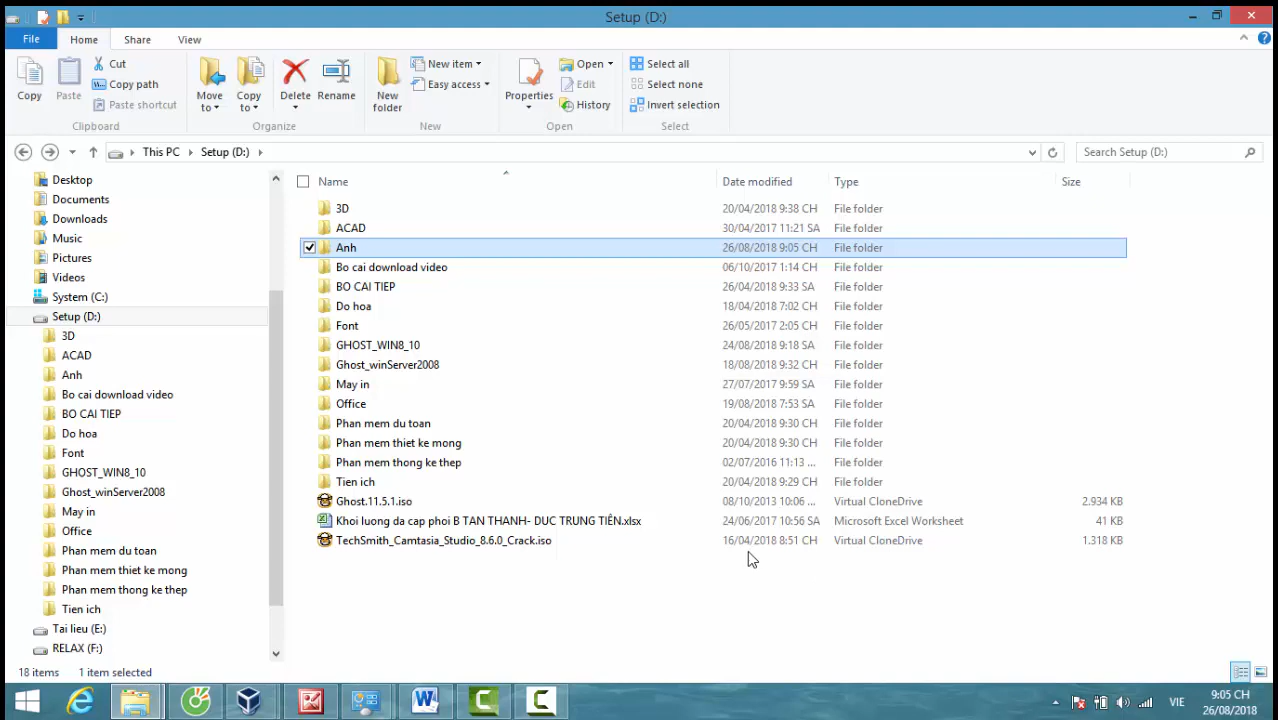 Setup (D:)
File Home Share View
Copy
Paste
Cut
Copy path
Paste shortcut
Clipboard
Move to
Copy to
Delete
Rename
Organize
New folder
New item
Easy access
New
Properties
Open
Edit
History
Open
Select all
Select none
Invert selection
Select
This PC Setup (D:)
Search Setup (D:)
Desktop
Documents
Downloads
Music
Pictures
Videos
System (C:)
Setup (D:)
3D
ACAD
Anh
Bo cai download video
BO CAI TIEP
Do hoa
Font
GHOST_WIN8_10
Ghost_winServer2008
May in
Office
Phan mem du toan
Phan mem thiet ke mong
Phan mem thong ke thep
Tien ich
Tai lieu (E:)
RELAX (F:)
Name Date modified Type Size
3D 20/04/2018 9:38 CH File folder
ACAD 30/04/2017 11:21 SA File folder
Anh 26/08/2018 9:05 CH File folder
Bo cai download video 06/10/2017 1:14 CH File folder
BO CAI TIEP 26/04/2018 9:33 SA File folder
Do hoa 18/04/2018 7:02 CH File folder
Font 26/05/2017 2:05 CH File folder
GHOST_WIN8_10 24/08/2018 9:18 SA File folder
Ghost_winServer2008 18/08/2018 9:32 CH File folder
May in 27/07/2017 9:59 SA File folder
Office 19/08/2018 7:53 SA File folder
Phan mem du toan 20/04/2018 9:30 CH File folder
Phan mem thiet ke mong 20/04/2018 9:30 CH File folder
Phan mem thong ke thep 02/07/2016 11:13 ... File folder
Tien ich 20/04/2018 9:29 CH File folder
Ghost.11.5.1.iso 08/10/2013 10:06 ... Virtual CloneDrive 2.934 KB
Khoi luong da cap phoi B TAN THANH- DUC TRUNG TIÊN.xlsx 24/06/2017 10:56 SA Microsoft Excel Worksheet 41 KB
TechSmith_Camtasia_Studio_8.6.0_Crack.iso 16/04/2018 8:51 CH Virtual CloneDrive 1.318 KB
18 items 1 item selected
VIE
9:05 CH
26/08/2018